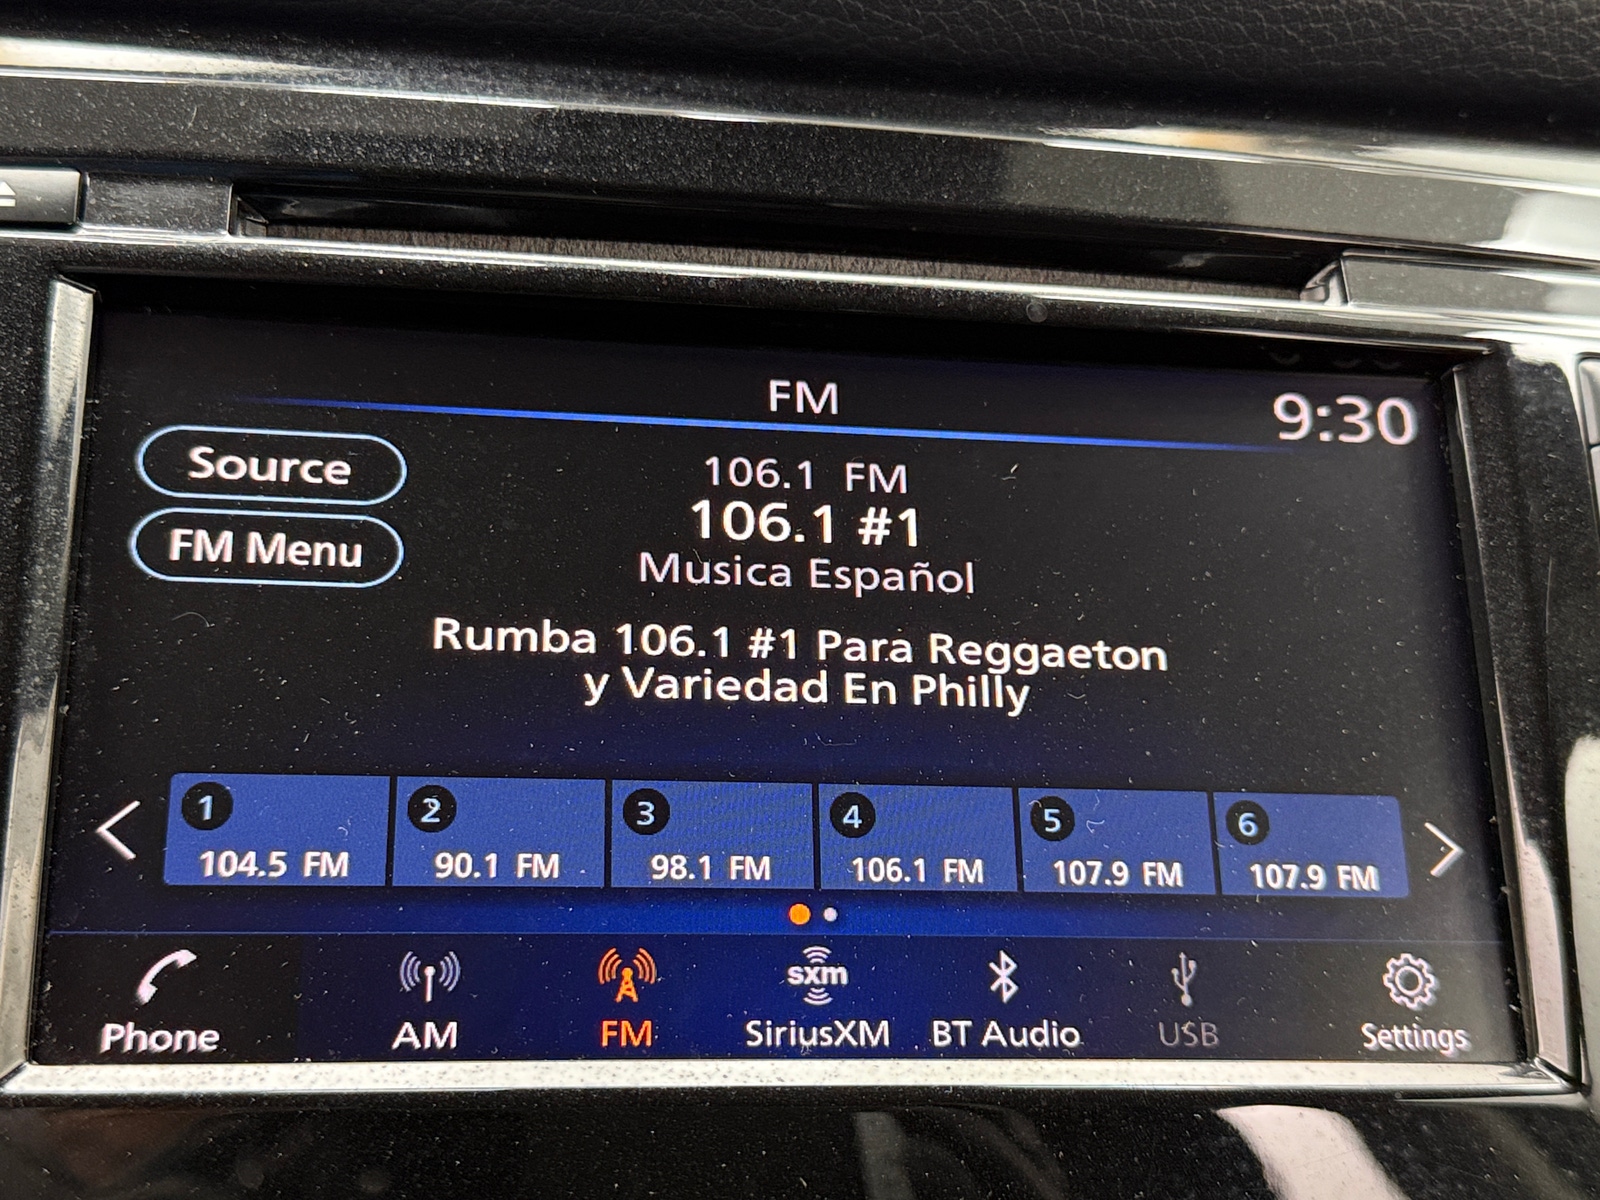 FM
9:30
Source
FM Menu
106.1 FM
106.1 #1
Musica Español
Rumba 106.1 #1 Para Reggaeton
y Variedad En Philly
1
104.5 FM
2
90.1 FM
3
98.1 FM
4
106.1 FM
5
107.9 FM
6
107.9 FM
Phone
AM
FM
sxm
SiriusXM
BT Audio
USB
Settings